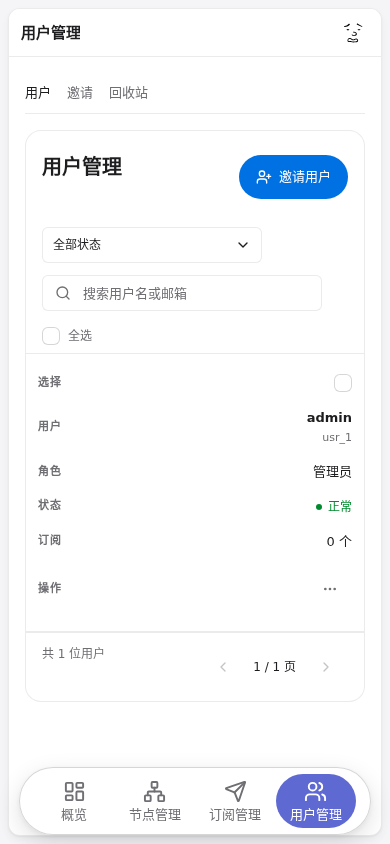 用户管理
用户 邀请 回收站
用户管理
邀请用户
全部状态
搜索用户名或邮箱
全选
选择
用户
admin
usr_1
角色
管理员
状态
正常
订阅
0 个
操作
共 1 位用户
1 / 1 页
概览 节点管理 订阅管理 用户管理